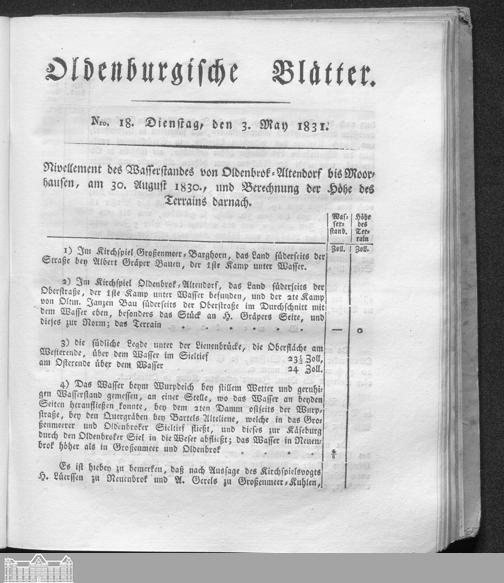 Oldenburgische Blätter.
Nro. 18. Dienstag, den 3. May 1831.
Nivellement des Wasserstandes von Oldenbrok-Altendorf bis Moor-
hausen, am 30. August 1830., und Berechnung der Höhe des
Terrains darnach.
Was- Höhe
ser- des
stand. Ter-
rain
Zoll. Zoll.
1) Im Kirchspiel Großenmeer, Barghorn, das Land süderseits der
Straße bey Albert Gräper Bauen, der 1ste Kamp unter Wasser.
2) Im Kirchspiel Oldenbrok-Altendorf, das Land süderseits der
Oberstraße, der 1ste Kamp unter Wasser befunden, und der 2te Kamp
von Oltm. Janzen Bau süderseits der Oberstraße im Durchschnitt mit
dem Wasser eben, besonders das Stück an H. Gräpers Seite, und
dieses zur Norm; das Terrain — 0
3) die südliche Legde unter der Lienenbrücke, die Oberfläche am
Westerende, über dem Wasser im Sieltief 23½ Zoll,
am Osterende über dem Wasser 24 Zoll.
4) Das Wasser beym Wurpdeich bey stillem Wetter und geruhi-
gen Wasserstand gemessen, an einer Stelle, wo das Wasser an beyden
Seiten herausfließen konnte, bey dem 2ten Damm ostseits der Wurp-
straße, bey den Quergräben bey Bartels Alteliene, welche in das Gro-
ßenmeerer und Oldenbroker Sieltief fließt, und dieses zur Käseburg
durch den Oldenbroker Siel in die Weser abfließt; das Wasser in Neuen-
brok höher als in Großenmeer und Oldenbrok
Es ist hiebey zu bemerken, daß nach Aussage des Kirchspielsvogts
H. Lüerssen zu Neuenbrok und A. Gerels zu Großenmeer-Kuhlen,